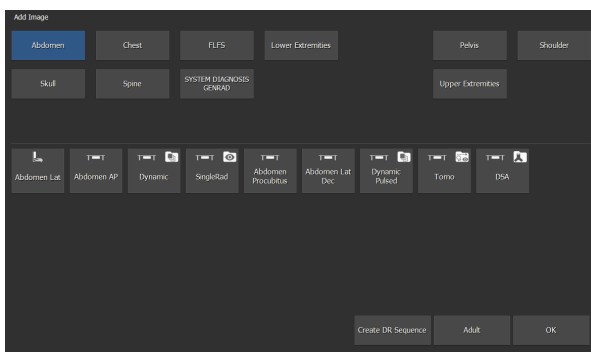 Add Image
Abdomen
Chest
FLFS
Lower Extremities
Pelvis
Shoulder
Skull
Spine
SYSTEM DIAGNOSIS
GENRAD
Upper Extremities
Abdomen Lat
Abdomen AP
Dynamic
SingleRad
Abdomen
Procubitus
Abdomen Lat
Dec
Dynamic
Pulsed
Tomo
DSA
Create DR Sequence
Adult
OK